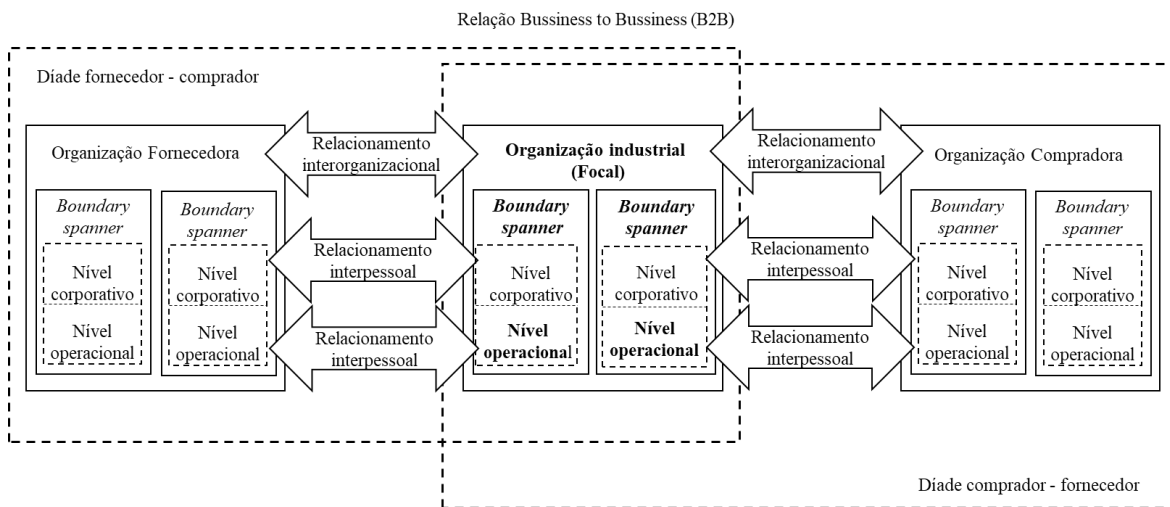 Relação Bussiness to Bussiness (B2B)
Díade fornecedor - comprador
Organização Fornecedora
Boundary
spanner
Nível
corporativo
Nível
operacional
Boundary
spanner
Nível
corporativo
Nível
operacional
Relacionamento
interorganizacional
Relacionamento
interpessoal
Relacionamento
interpessoal
Organização industrial
(Focal)
Boundary
spanner
Nível
corporativo
Nível
operacional
Boundary
spanner
Nível
corporativo
Nível
operacional
Relacionamento
interorganizacional
Relacionamento
interpessoal
Relacionamento
interpessoal
Organização Compradora
Boundary
spanner
Nível
corporativo
Nível
operacional
Boundary
spanner
Nível
corporativo
Nível
operacional
Díade comprador - fornecedor